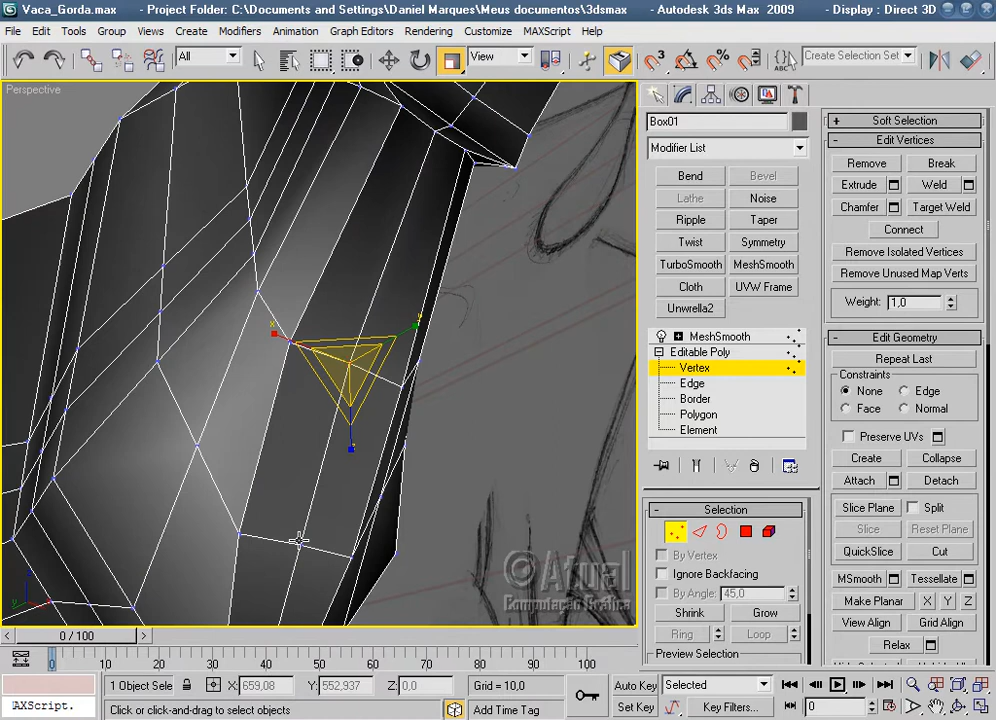 Vaca_Gorda.max - Project Folder: C:\Documents and Settings\Daniel Marques\Meus documentos\3dsmax - Autodesk 3ds Max 2009 - Display : Direct 3D
File Edit Tools Group Views Create Modifiers Animation Graph Editors Rendering Customize MAXScript Help
All View Create Selection Set
Perspective
Box01
Modifier List
Bend Bevel
Lathe Noise
Ripple Taper
Twist Symmetry
TurboSmooth MeshSmooth
Cloth UVW Frame
Unwrella2
MeshSmooth
Editable Poly
Vertex
Edge
Border
Polygon
Element
Selection
By Vertex
Ignore Backfacing
By Angle: 45,0
Shrink Grow
Ring Loop
Preview Selection
Soft Selection
Edit Vertices
Remove Break
Extrude Weld
Chamfer Target Weld
Connect
Remove Isolated Vertices
Remove Unused Map Verts
Weight: 1,0
Edit Geometry
Repeat Last
Constraints
None Edge
Face Normal
Preserve UVs
Create Collapse
Attach Detach
Slice Plane Split
Slice Reset Plane
QuickSlice Cut
MSmooth Tessellate
Make Planar X Y Z
View Align Grid Align
Relax
x y
©Atual
Computação Gráfica
0 / 100
0 10 20 30 40 50 60 70 80 90 100
1 Object Sele X: 659,08 Y: 552,937 Z: 0,0 Grid = 10,0 Auto Key Selected
AXScript. Click or click-and-drag to select objects Add Time Tag Set Key Key Filters... 0